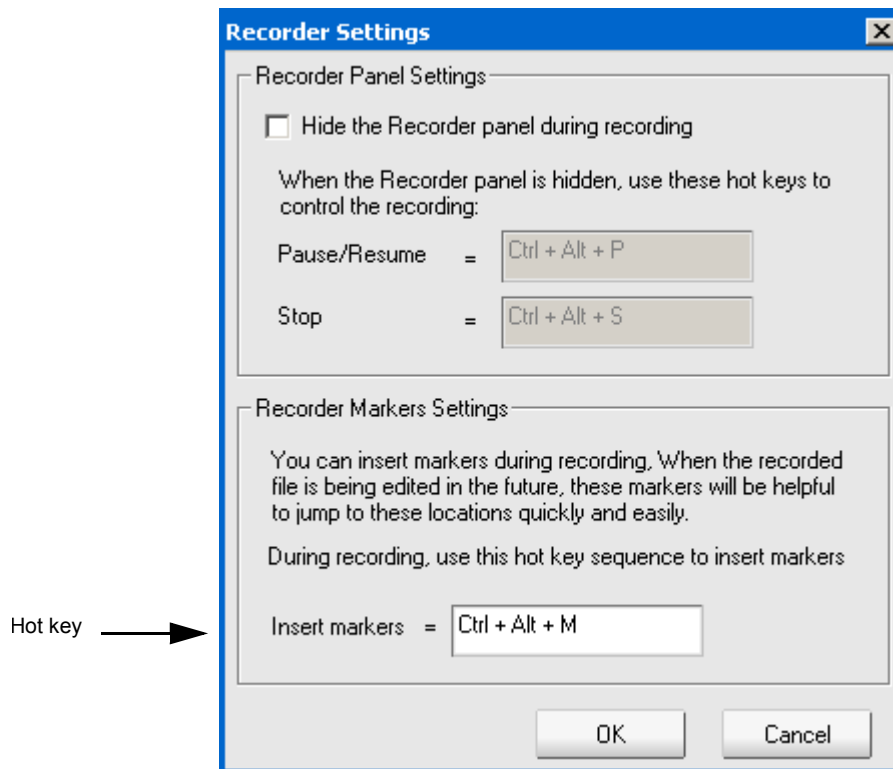 Recorder Settings
Recorder Panel Settings
Hide the Recorder panel during recording
When the Recorder panel is hidden, use these hot keys to
control the recording:
Pause/Resume = Ctrl + Alt + P
Stop = Ctrl + Alt + S
Recorder Markers Settings
You can insert markers during recording, When the recorded
file is being edited in the future, these markers will be helpful
to jump to these locations quickly and easily.
During recording, use this hot key sequence to insert markers
Hot key
Insert markers = Ctrl + Alt + M
OK Cancel